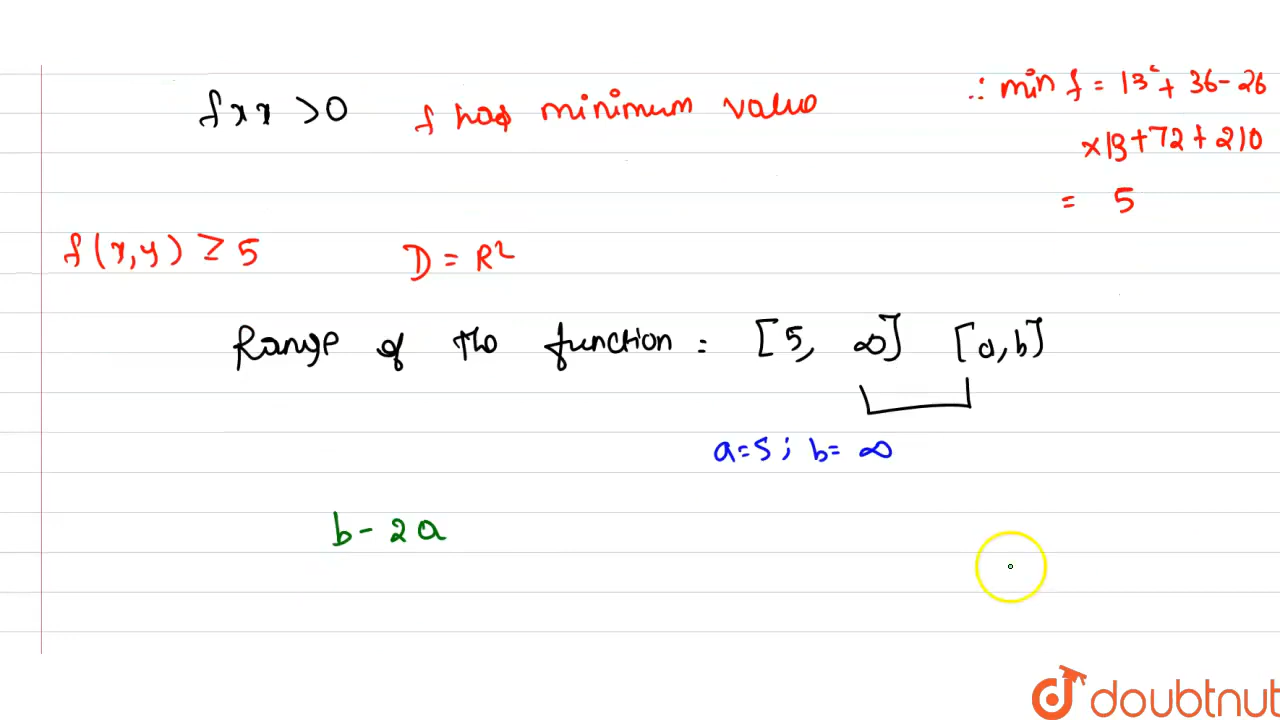 fxx >0 f has minimum value
∴ min f = 13² + 36 - 26
×13 + 72 + 210
= 5
f(x,y) ≥ 5 D = R²
Range of the function = [5, ∞] [a,b]
a=5 ; b= ∞
b - 2a
doubtnut